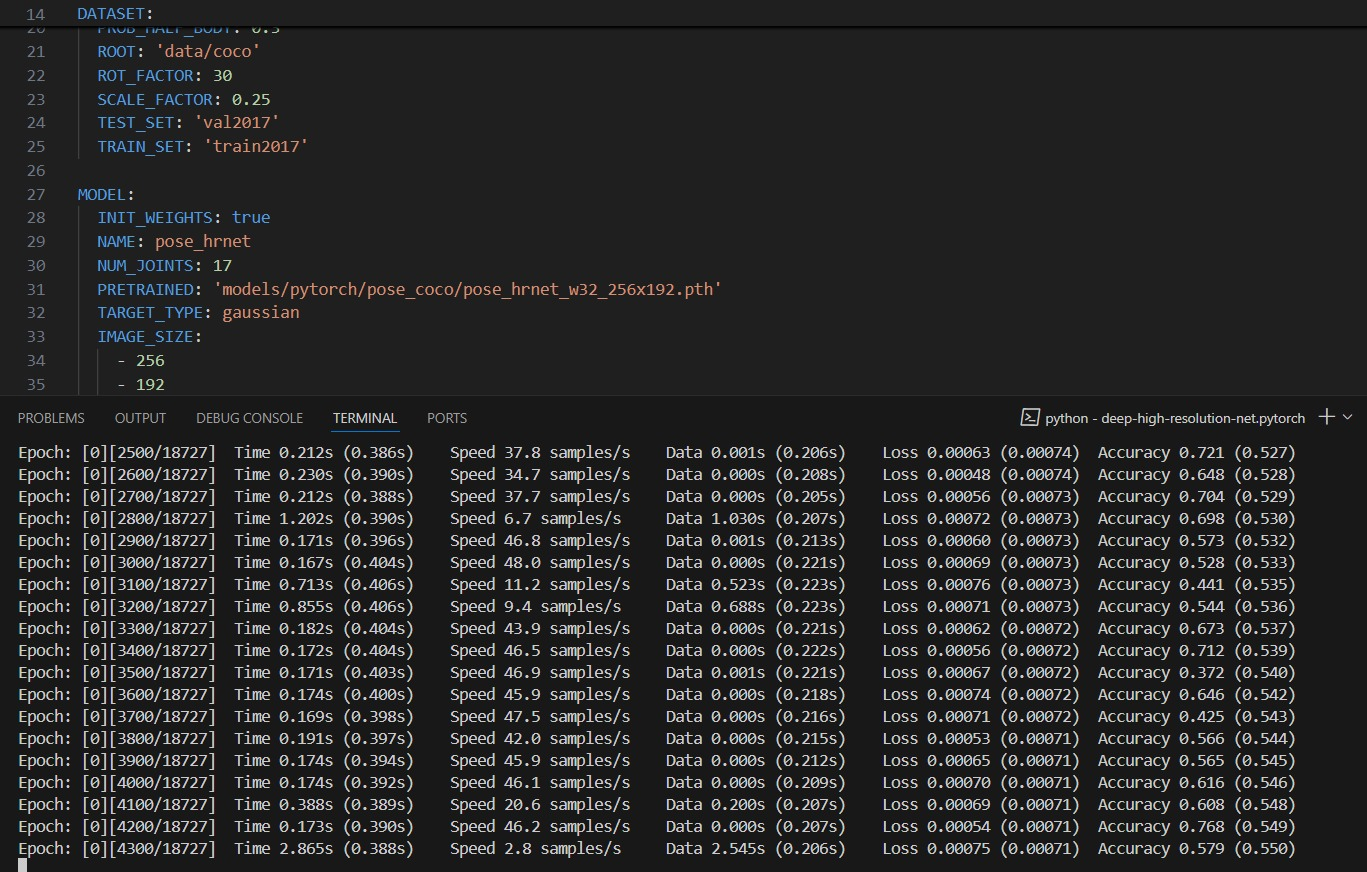 14 DATASET:
20 PROB_HALF_BODY: 0.3
21 ROOT: 'data/coco'
22 ROT_FACTOR: 30
23 SCALE_FACTOR: 0.25
24 TEST_SET: 'val2017'
25 TRAIN_SET: 'train2017'
26
27 MODEL:
28 INIT_WEIGHTS: true
29 NAME: pose_hrnet
30 NUM_JOINTS: 17
31 PRETRAINED: 'models/pytorch/pose_coco/pose_hrnet_w32_256x192.pth'
32 TARGET_TYPE: gaussian
33 IMAGE_SIZE:
34 - 256
35 - 192
PROBLEMS OUTPUT DEBUG CONSOLE TERMINAL PORTS python - deep-high-resolution-net.pytorch
Epoch: [0][2500/18727] Time 0.212s (0.386s) Speed 37.8 samples/s Data 0.001s (0.206s) Loss 0.00063 (0.00074) Accuracy 0.721 (0.527)
Epoch: [0][2600/18727] Time 0.230s (0.390s) Speed 34.7 samples/s Data 0.000s (0.208s) Loss 0.00048 (0.00074) Accuracy 0.648 (0.528)
Epoch: [0][2700/18727] Time 0.212s (0.388s) Speed 37.7 samples/s Data 0.000s (0.205s) Loss 0.00056 (0.00073) Accuracy 0.704 (0.529)
Epoch: [0][2800/18727] Time 1.202s (0.390s) Speed 6.7 samples/s Data 1.030s (0.207s) Loss 0.00072 (0.00073) Accuracy 0.698 (0.530)
Epoch: [0][2900/18727] Time 0.171s (0.396s) Speed 46.8 samples/s Data 0.001s (0.213s) Loss 0.00060 (0.00073) Accuracy 0.573 (0.532)
Epoch: [0][3000/18727] Time 0.167s (0.404s) Speed 48.0 samples/s Data 0.000s (0.221s) Loss 0.00069 (0.00073) Accuracy 0.528 (0.533)
Epoch: [0][3100/18727] Time 0.713s (0.406s) Speed 11.2 samples/s Data 0.523s (0.223s) Loss 0.00076 (0.00073) Accuracy 0.441 (0.535)
Epoch: [0][3200/18727] Time 0.855s (0.406s) Speed 9.4 samples/s Data 0.688s (0.223s) Loss 0.00071 (0.00073) Accuracy 0.544 (0.536)
Epoch: [0][3300/18727] Time 0.182s (0.404s) Speed 43.9 samples/s Data 0.000s (0.221s) Loss 0.00062 (0.00072) Accuracy 0.673 (0.537)
Epoch: [0][3400/18727] Time 0.172s (0.404s) Speed 46.5 samples/s Data 0.000s (0.222s) Loss 0.00056 (0.00072) Accuracy 0.712 (0.539)
Epoch: [0][3500/18727] Time 0.171s (0.403s) Speed 46.9 samples/s Data 0.001s (0.221s) Loss 0.00067 (0.00072) Accuracy 0.372 (0.540)
Epoch: [0][3600/18727] Time 0.174s (0.400s) Speed 45.9 samples/s Data 0.000s (0.218s) Loss 0.00074 (0.00072) Accuracy 0.646 (0.542)
Epoch: [0][3700/18727] Time 0.169s (0.398s) Speed 47.5 samples/s Data 0.000s (0.216s) Loss 0.00071 (0.00072) Accuracy 0.425 (0.543)
Epoch: [0][3800/18727] Time 0.191s (0.397s) Speed 42.0 samples/s Data 0.000s (0.215s) Loss 0.00053 (0.00071) Accuracy 0.566 (0.544)
Epoch: [0][3900/18727] Time 0.174s (0.394s) Speed 45.9 samples/s Data 0.000s (0.212s) Loss 0.00065 (0.00071) Accuracy 0.565 (0.545)
Epoch: [0][4000/18727] Time 0.174s (0.392s) Speed 46.1 samples/s Data 0.000s (0.209s) Loss 0.00070 (0.00071) Accuracy 0.616 (0.546)
Epoch: [0][4100/18727] Time 0.388s (0.389s) Speed 20.6 samples/s Data 0.200s (0.207s) Loss 0.00069 (0.00071) Accuracy 0.608 (0.548)
Epoch: [0][4200/18727] Time 0.173s (0.390s) Speed 46.2 samples/s Data 0.000s (0.207s) Loss 0.00054 (0.00071) Accuracy 0.768 (0.549)
Epoch: [0][4300/18727] Time 2.865s (0.388s) Speed 2.8 samples/s Data 2.545s (0.206s) Loss 0.00075 (0.00071) Accuracy 0.579 (0.550)